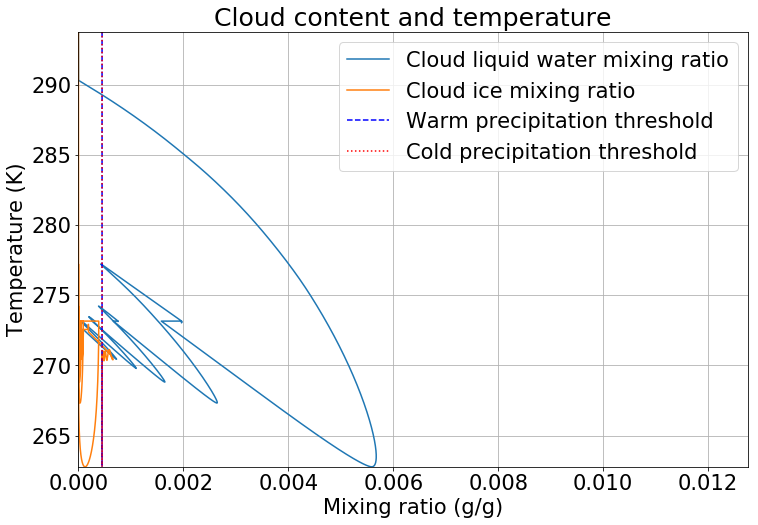 Cloud content and temperature
Cloud liquid water mixing ratio
Cloud ice mixing ratio
Warm precipitation threshold
Cold precipitation threshold
Temperature (K)
290
285
280
275
270
265
0.000 0.002 0.004 0.006 0.008 0.010 0.012
Mixing ratio (g/g)